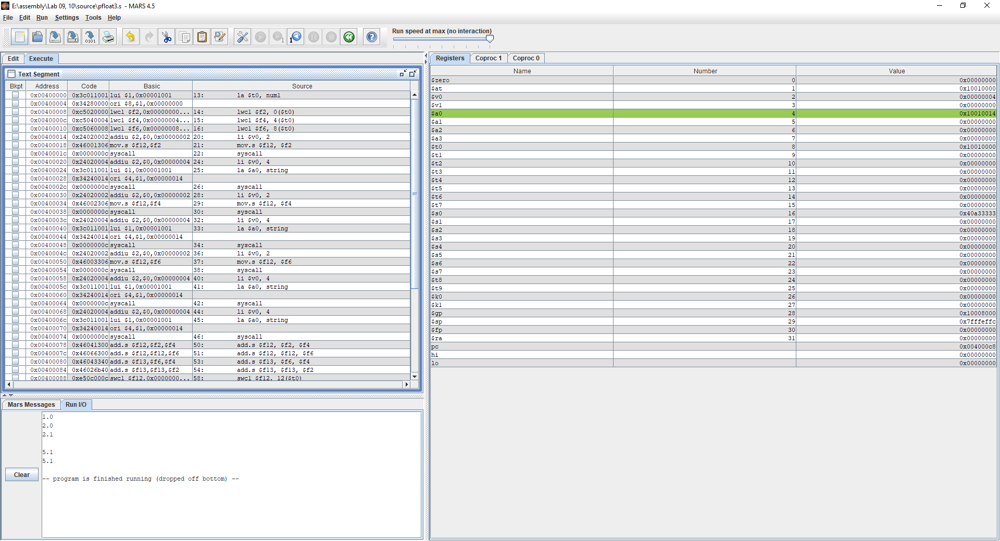 E:\assembly\Lab 09, 10\source\pfloat3.s - MARS 4.5
File Edit Run Settings Tools Help
Run speed at max (no interaction)
Edit Execute
Text Segment
Bkpt Address Code Basic Source
0x00400000 0x3c011001 lui $1,0x00001001 13: la $t0, num1
0x00400004 0x34280000 ori $8,$1,0x00000000
0x00400008 0xc5020000 lwc1 $f2,0x00000000... 14: lwc1 $f2, 0($t0)
0x0040000c 0xc5040004 lwc1 $f4,0x00000004... 15: lwc1 $f4, 4($t0)
0x00400010 0xc5060008 lwc1 $f6,0x00000008... 16: lwc1 $f6, 8($t0)
0x00400014 0x24020002 addiu $2,$0,0x00000002 20: li $v0, 2
0x00400018 0x46001306 mov.s $f12,$f2 21: mov.s $f12, $f2
0x0040001c 0x0000000c syscall 22: syscall
0x00400020 0x24020004 addiu $2,$0,0x00000004 24: li $v0, 4
0x00400024 0x3c011001 lui $1,0x00001001 25: la $a0, string
0x00400028 0x34240014 ori $4,$1,0x00000014
0x0040002c 0x0000000c syscall 26: syscall
0x00400030 0x24020002 addiu $2,$0,0x00000002 28: li $v0, 2
0x00400034 0x46002306 mov.s $f12,$f4 29: mov.s $f12, $f4
0x00400038 0x0000000c syscall 30: syscall
0x0040003c 0x24020004 addiu $2,$0,0x00000004 32: li $v0, 4
0x00400040 0x3c011001 lui $1,0x00001001 33: la $a0, string
0x00400044 0x34240014 ori $4,$1,0x00000014
0x00400048 0x0000000c syscall 34: syscall
0x0040004c 0x24020002 addiu $2,$0,0x00000002 36: li $v0, 2
0x00400050 0x46003306 mov.s $f12,$f6 37: mov.s $f12, $f6
0x00400054 0x0000000c syscall 38: syscall
0x00400058 0x24020004 addiu $2,$0,0x00000004 40: li $v0, 4
0x0040005c 0x3c011001 lui $1,0x00001001 41: la $a0, string
0x00400060 0x34240014 ori $4,$1,0x00000014
0x00400064 0x0000000c syscall 42: syscall
0x00400068 0x24020004 addiu $2,$0,0x00000004 44: li $v0, 4
0x0040006c 0x3c011001 lui $1,0x00001001 45: la $a0, string
0x00400070 0x34240014 ori $4,$1,0x00000014
0x00400074 0x0000000c syscall 46: syscall
0x00400078 0x46041300 add.s $f12,$f2,$f4 50: add.s $f12, $f2, $f4
0x0040007c 0x46066300 add.s $f12,$f12,$f6 51: add.s $f12, $f12, $f6
0x00400080 0x46043340 add.s $f13,$f6,$f4 53: add.s $f13, $f6, $f4
0x00400084 0x46026b40 add.s $f13,$f13,$f2 54: add.s $f13, $f13, $f2
0x00400088 0xe50c000c swc1 $f12,0x0000000... 58: swc1 $f12, 12($t0)
Mars Messages Run I/O
1.0
2.0
2.1
5.1
5.1
-- program is finished running (dropped off bottom) --
Clear
Registers Coproc 1 Coproc 0
Name Number Value
$zero 0 0x00000000
$at 1 0x10010000
$v0 2 0x00000004
$v1 3 0x00000000
$a0 4 0x10010014
$a1 5 0x00000000
$a2 6 0x00000000
$a3 7 0x00000000
$t0 8 0x10010000
$t1 9 0x00000000
$t2 10 0x00000000
$t3 11 0x00000000
$t4 12 0x00000000
$t5 13 0x00000000
$t6 14 0x00000000
$t7 15 0x00000000
$s0 16 0x40a33333
$s1 17 0x00000000
$s2 18 0x00000000
$s3 19 0x00000000
$s4 20 0x00000000
$s5 21 0x00000000
$s6 22 0x00000000
$s7 23 0x00000000
$t8 24 0x00000000
$t9 25 0x00000000
$k0 26 0x00000000
$k1 27 0x00000000
$gp 28 0x10008000
$sp 29 0x7fffeffc
$fp 30 0x00000000
$ra 31 0x00000000
pc 0x004000c8
hi 0x00000000
lo 0x00000000